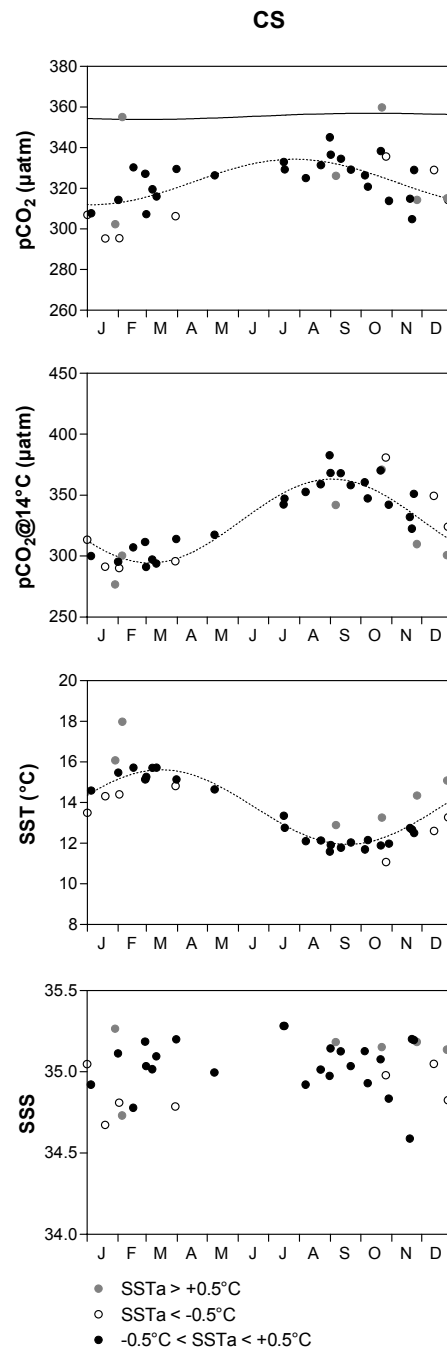 CS
pCO₂ (µatm)
380
360
340
320
300
280
260
J F M A M J J A S O N D
pCO₂@14°C (µatm)
450
400
350
300
250
J F M A M J J A S O N D
SST (°C)
20
18
16
14
12
10
8
J F M A M J J A S O N D
SSS
35.5
35.0
34.5
34.0
J F M A M J J A S O N D
SSTa > +0.5°C
SSTa < -0.5°C
-0.5°C < SSTa < +0.5°C